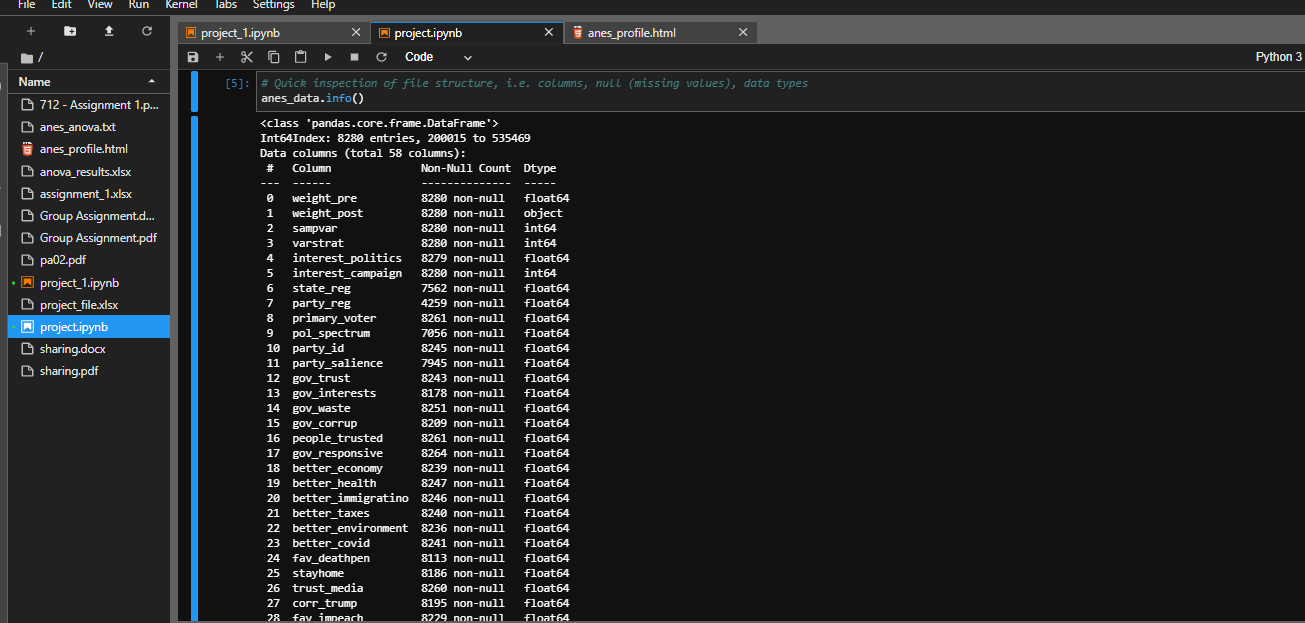 File Edit View Run Kernel Tabs Settings Help
project_1.ipynb
project.ipynb
anes_profile.html
/
Code
Python 3
Name
712 - Assignment 1.p...
anes_anova.txt
anes_profile.html
anova_results.xlsx
assignment_1.xlsx
Group Assignment.d...
Group Assignment.pdf
pa02.pdf
project_1.ipynb
project_file.xlsx
project.ipynb
sharing.docx
sharing.pdf
[5]: # Quick inspection of file structure, i.e. columns, null (missing values), data types
anes_data.info()
<class 'pandas.core.frame.DataFrame'>
Int64Index: 8280 entries, 200015 to 535469
Data columns (total 58 columns):
# Column Non-Null Count Dtype
--- ------ -------------- -----
0 weight_pre 8280 non-null float64
1 weight_post 8280 non-null object
2 sampvar 8280 non-null int64
3 varstrat 8280 non-null int64
4 interest_politics 8279 non-null float64
5 interest_campaign 8280 non-null int64
6 state_reg 7562 non-null float64
7 party_reg 4259 non-null float64
8 primary_voter 8261 non-null float64
9 pol_spectrum 7056 non-null float64
10 party_id 8245 non-null float64
11 party_salience 7945 non-null float64
12 gov_trust 8243 non-null float64
13 gov_interests 8178 non-null float64
14 gov_waste 8251 non-null float64
15 gov_corrup 8209 non-null float64
16 people_trusted 8261 non-null float64
17 gov_responsive 8264 non-null float64
18 better_economy 8239 non-null float64
19 better_health 8247 non-null float64
20 better_immigratino 8246 non-null float64
21 better_taxes 8240 non-null float64
22 better_environment 8236 non-null float64
23 better_covid 8241 non-null float64
24 fav_deathpen 8113 non-null float64
25 stayhome 8186 non-null float64
26 trust_media 8260 non-null float64
27 corr_trump 8195 non-null float64
28 fav_impeach 8229 non-null float64